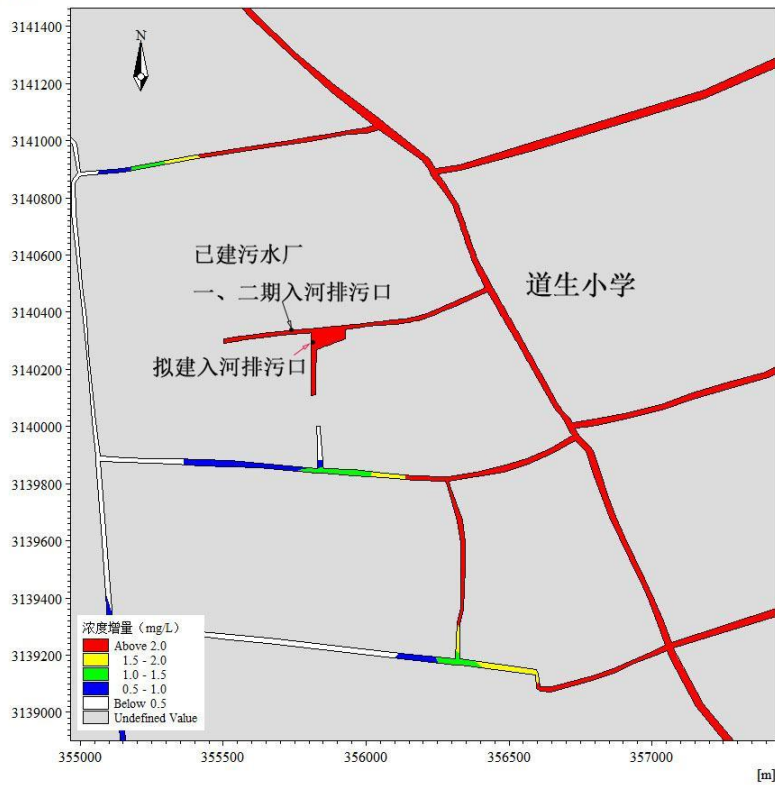 3141400
3141200
3141000
3140800
3140600
3140400
3140200
3140000
3139800
3139600
3139400
3139200
3139000
N
已建污水厂
一、二期入河排污口
道生小学
拟建入河排污口
浓度增量（mg/L）
Above 2.0
1.5 - 2.0
1.0 - 1.5
0.5 - 1.0
Below 0.5
Undefined Value
355000 355500 356000 356500 357000
[m]